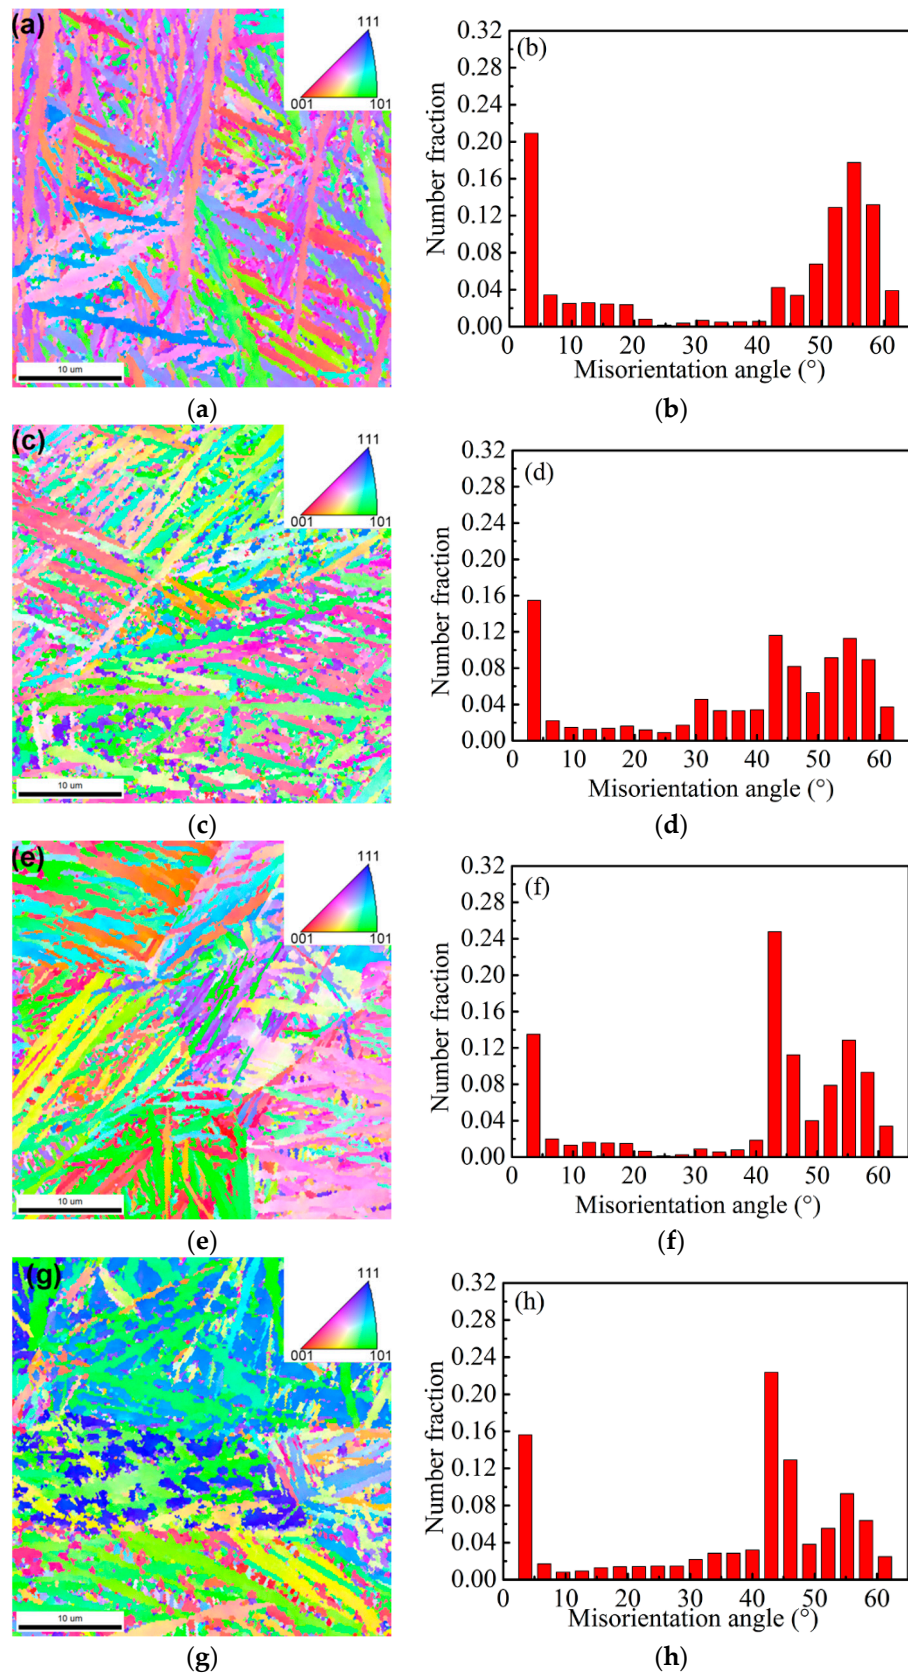 (a)
111
001 101
10 um
(b)
0.32
0.28
0.24
0.20
0.16
0.12
0.08
0.04
0.00
0 10 20 30 40 50 60
Number fraction
Misorientation angle (°)
(a) (b)
(c)
111
001 101
10 um
(d)
0.32
0.28
0.24
0.20
0.16
0.12
0.08
0.04
0.00
0 10 20 30 40 50 60
Number fraction
Misorientation angle (°)
(c) (d)
(e)
111
001 101
10 um
(f)
0.32
0.28
0.24
0.20
0.16
0.12
0.08
0.04
0.00
0 10 20 30 40 50 60
Number fraction
Misorientation angle (°)
(e) (f)
(g)
111
001 101
10 um
(h)
0.32
0.28
0.24
0.20
0.16
0.12
0.08
0.04
0.00
0 10 20 30 40 50 60
Number fraction
Misorientation angle (°)
(g) (h)